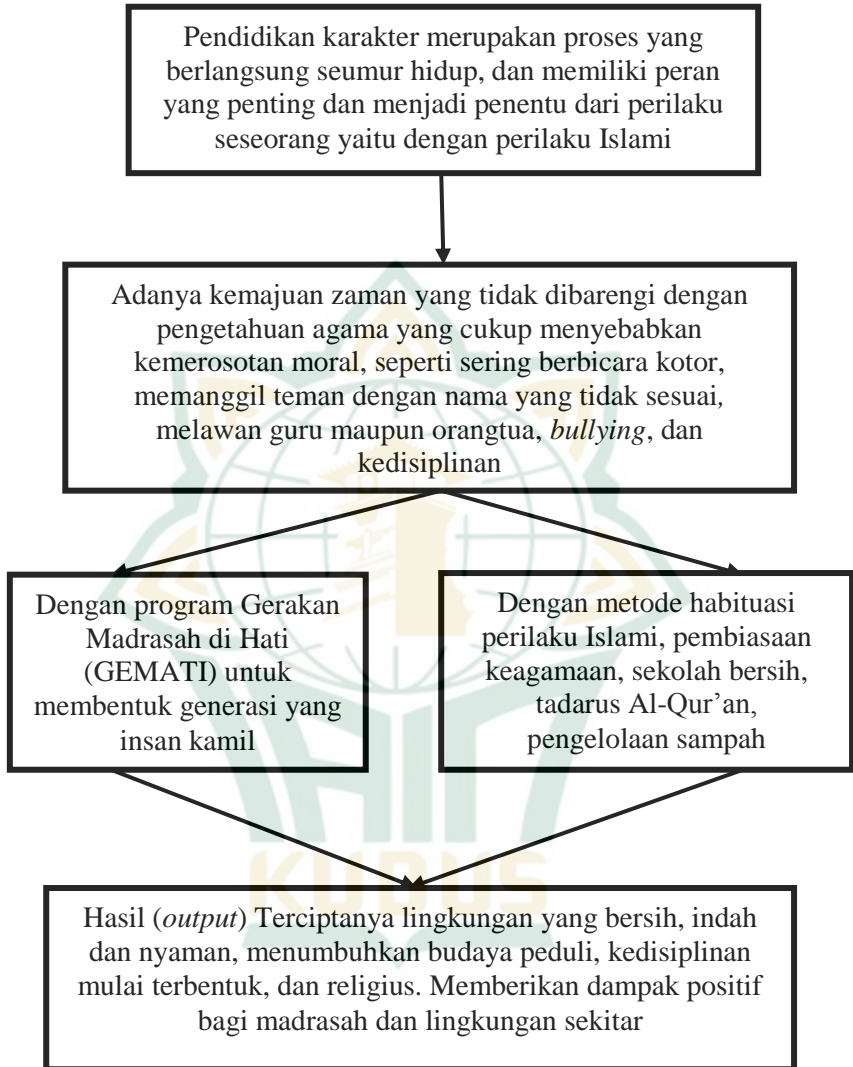 Pendidikan karakter merupakan proses yang
berlangsung seumur hidup, dan memiliki peran
yang penting dan menjadi penentu dari perilaku
seseorang yaitu dengan perilaku Islami
Adanya kemajuan zaman yang tidak dibarengi dengan
pengetahuan agama yang cukup menyebabkan
kemerosotan moral, seperti sering berbicara kotor,
memanggil teman dengan nama yang tidak sesuai,
melawan guru maupun orangtua, bullying, dan
kedisiplinan
Dengan program Gerakan
Madrasah di Hati
(GEMATI) untuk
membentuk generasi yang
insan kamil
Dengan metode habituasi
perilaku Islami, pembiasaan
keagamaan, sekolah bersih,
tadarus Al-Qur’an,
pengelolaan sampah
KUDUS
Hasil (output) Terciptanya lingkungan yang bersih, indah
dan nyaman, menumbuhkan budaya peduli, kedisiplinan
mulai terbentuk, dan religius. Memberikan dampak positif
bagi madrasah dan lingkungan sekitar